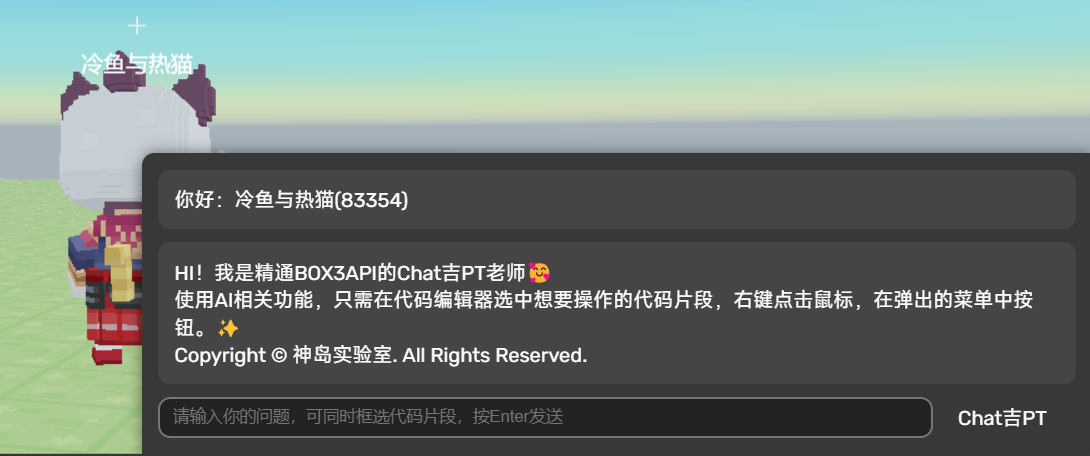 冷鱼与热猫
你好：冷鱼与热猫(83354)
HI！我是精通BOX3API的Chat吉PT老师🥰
使用AI相关功能，只需在代码编辑器选中想要操作的代码片段，右键点击鼠标，在弹出的菜单中按
钮。✨
Copyright © 神岛实验室. All Rights Reserved.
请输入你的问题，可同时框选代码片段，按Enter发送
Chat吉PT